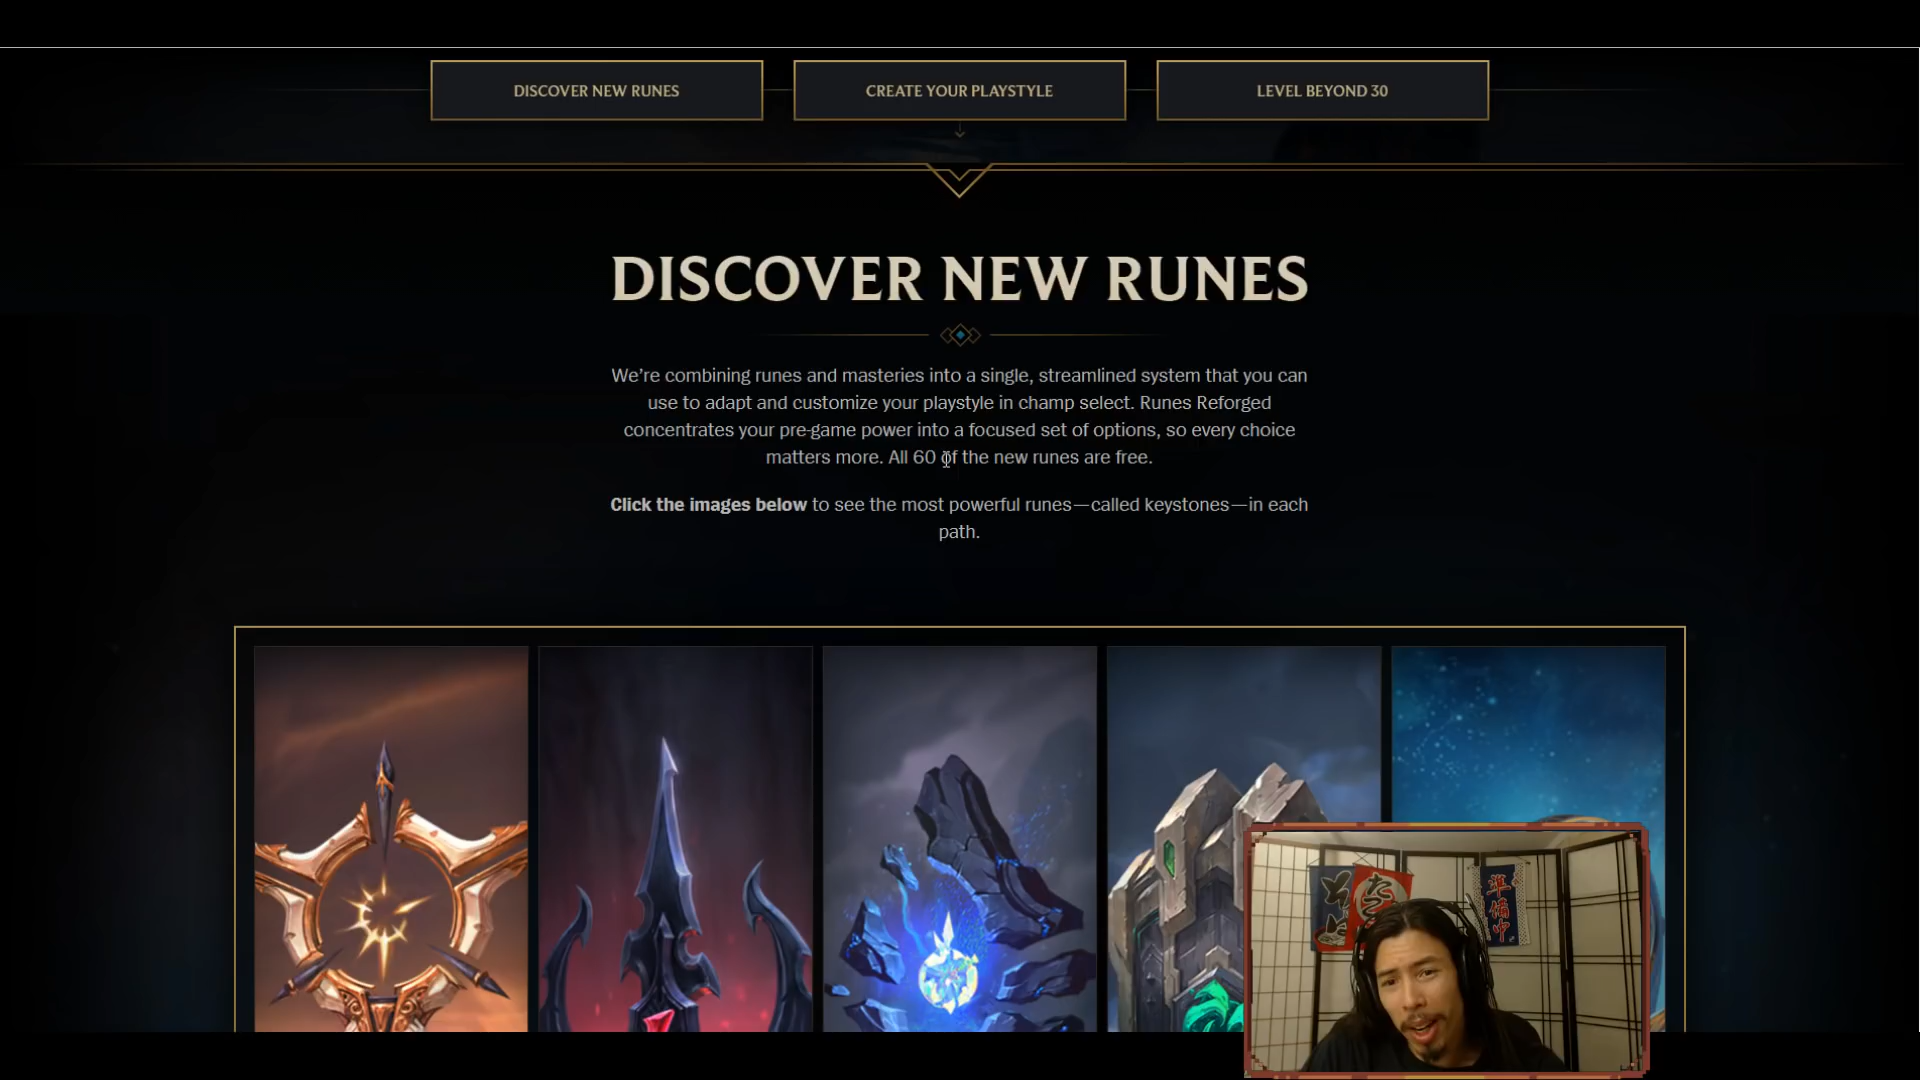 DISCOVER NEW RUNES
CREATE YOUR PLAYSTYLE
LEVEL BEYOND 30
DISCOVER NEW RUNES
We’re combining runes and masteries into a single, streamlined system that you can
use to adapt and customize your playstyle in champ select. Runes Reforged
concentrates your pre-game power into a focused set of options, so every choice
matters more. All 60 of the new runes are free.
Click the images below to see the most powerful runes—called keystones—in each
path.
準備中